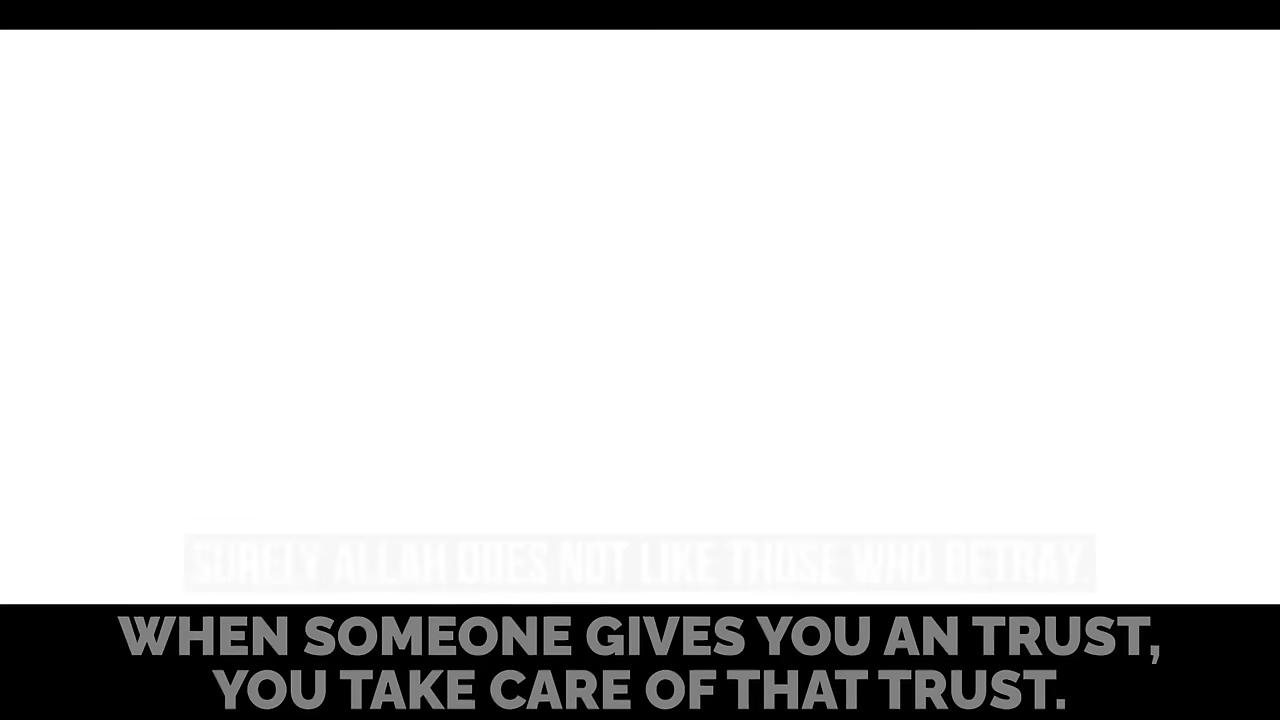 SURELY ALLAH DOES NOT LIKE THOSE WHO BETRAY.
WHEN SOMEONE GIVES YOU AN TRUST,
YOU TAKE CARE OF THAT TRUST.